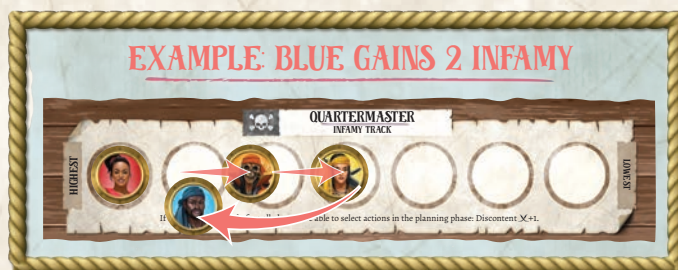 EXAMPLE: BLUE GAINS 2 INFAMY
QUARTERMASTER
INFAMY TRACK
HIGHEST
LOWEST
If able to select actions in the planning phase: Discontent +1.